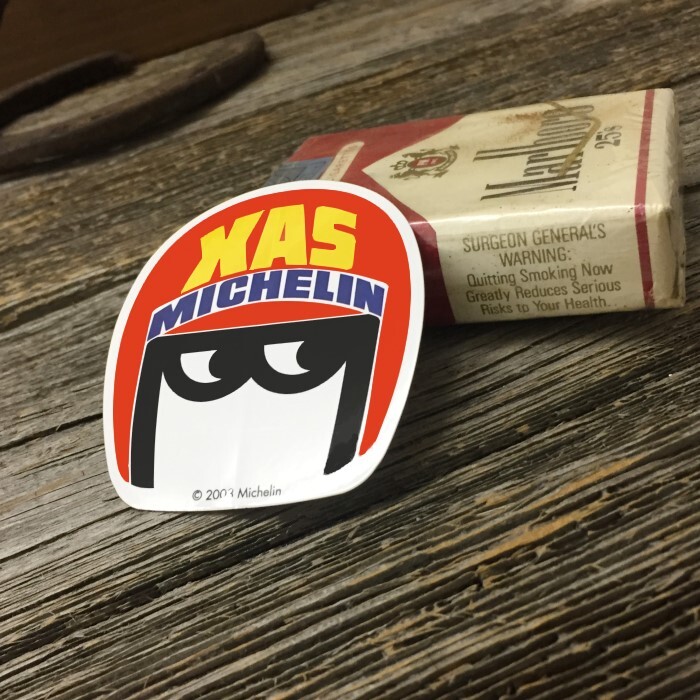 XAS
MICHELIN
© 2003 Michelin
Marlboro
25's
SURGEON GENERAL'S
WARNING:
Quitting Smoking Now
Greatly Reduces Serious
Risks to Your Health.